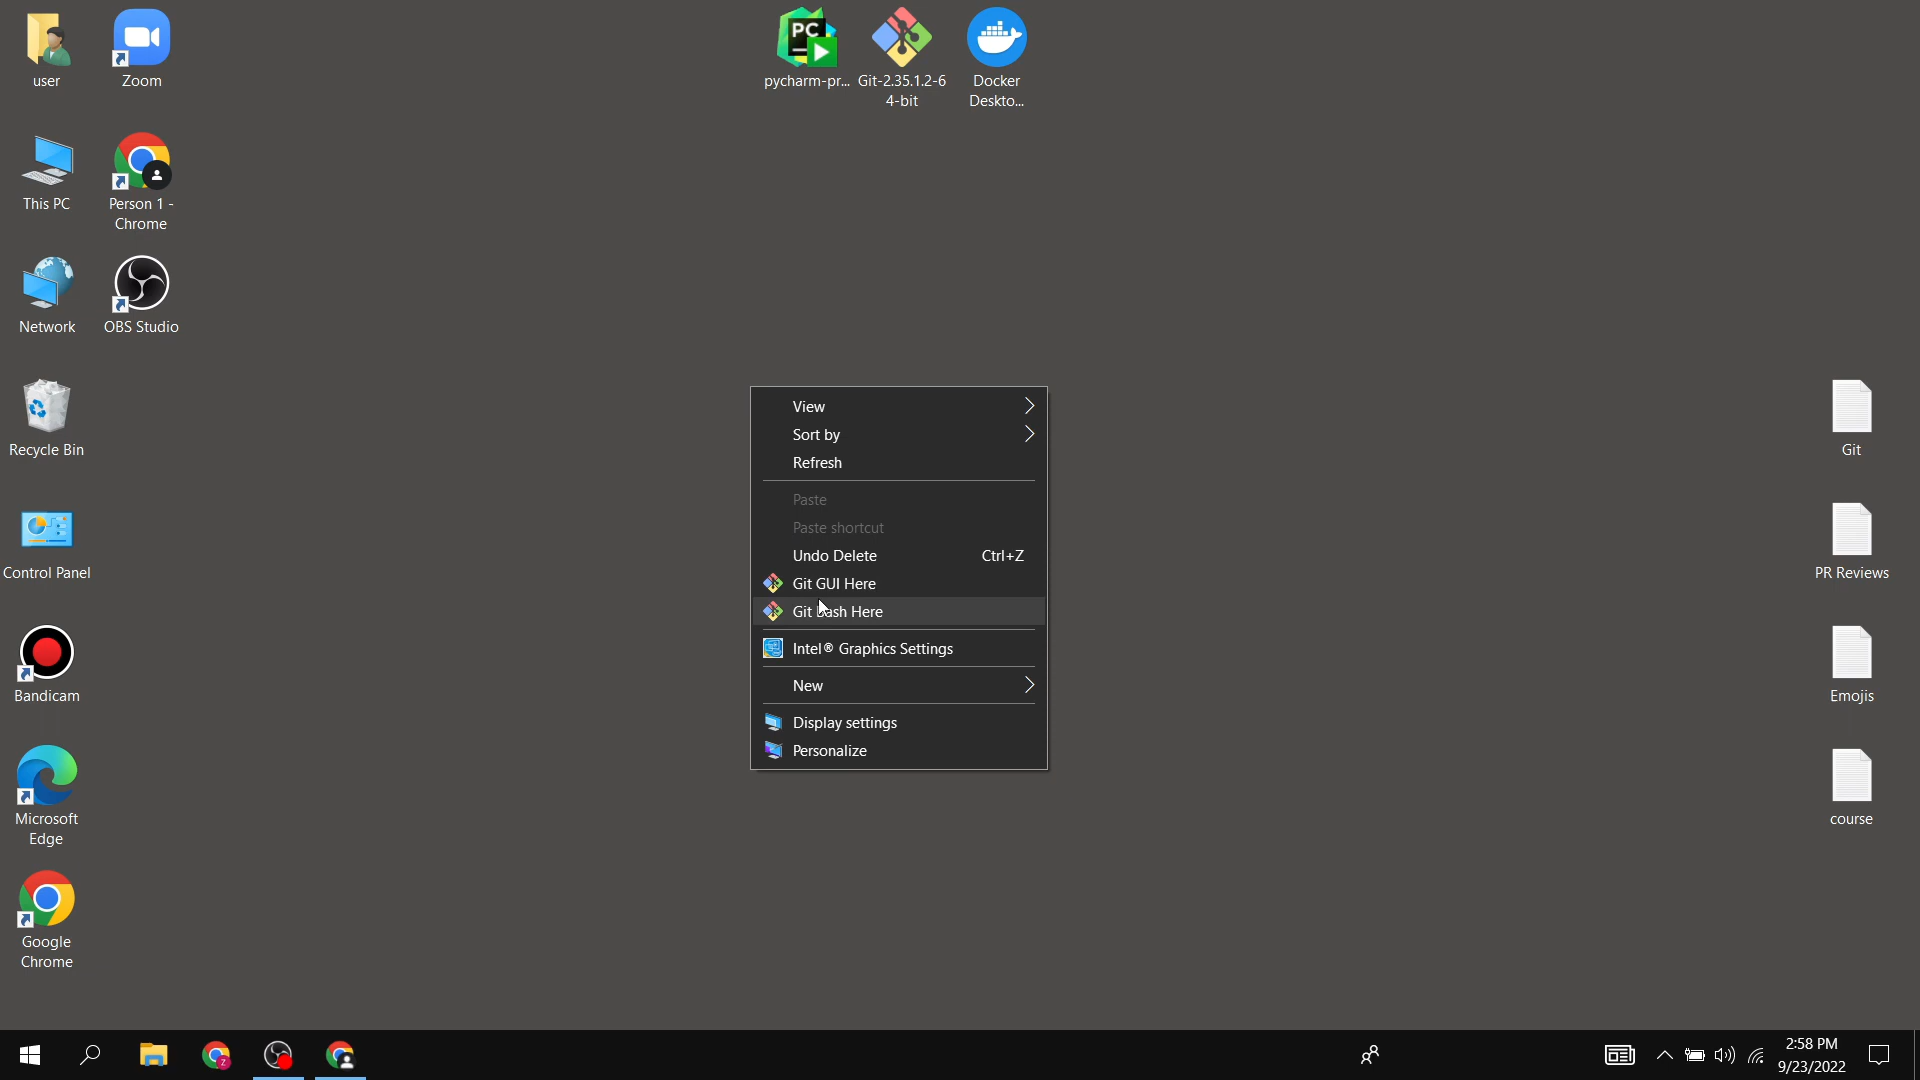 user
Zoom
pycharm-pr...
Git-2.35.1.2-6
4-bit
Docker
Deskto...
This PC
Person 1 -
Chrome
Network
OBS Studio
Recycle Bin
Control Panel
Bandicam
Microsoft
Edge
Google
Chrome
View
Sort by
Refresh
Paste
Paste shortcut
Undo Delete Ctrl+Z
Git GUI Here
Git Bash Here
Intel® Graphics Settings
New
Display settings
Personalize
Git
PR Reviews
Emojis
course
PC
Z
2:58 PM
9/23/2022